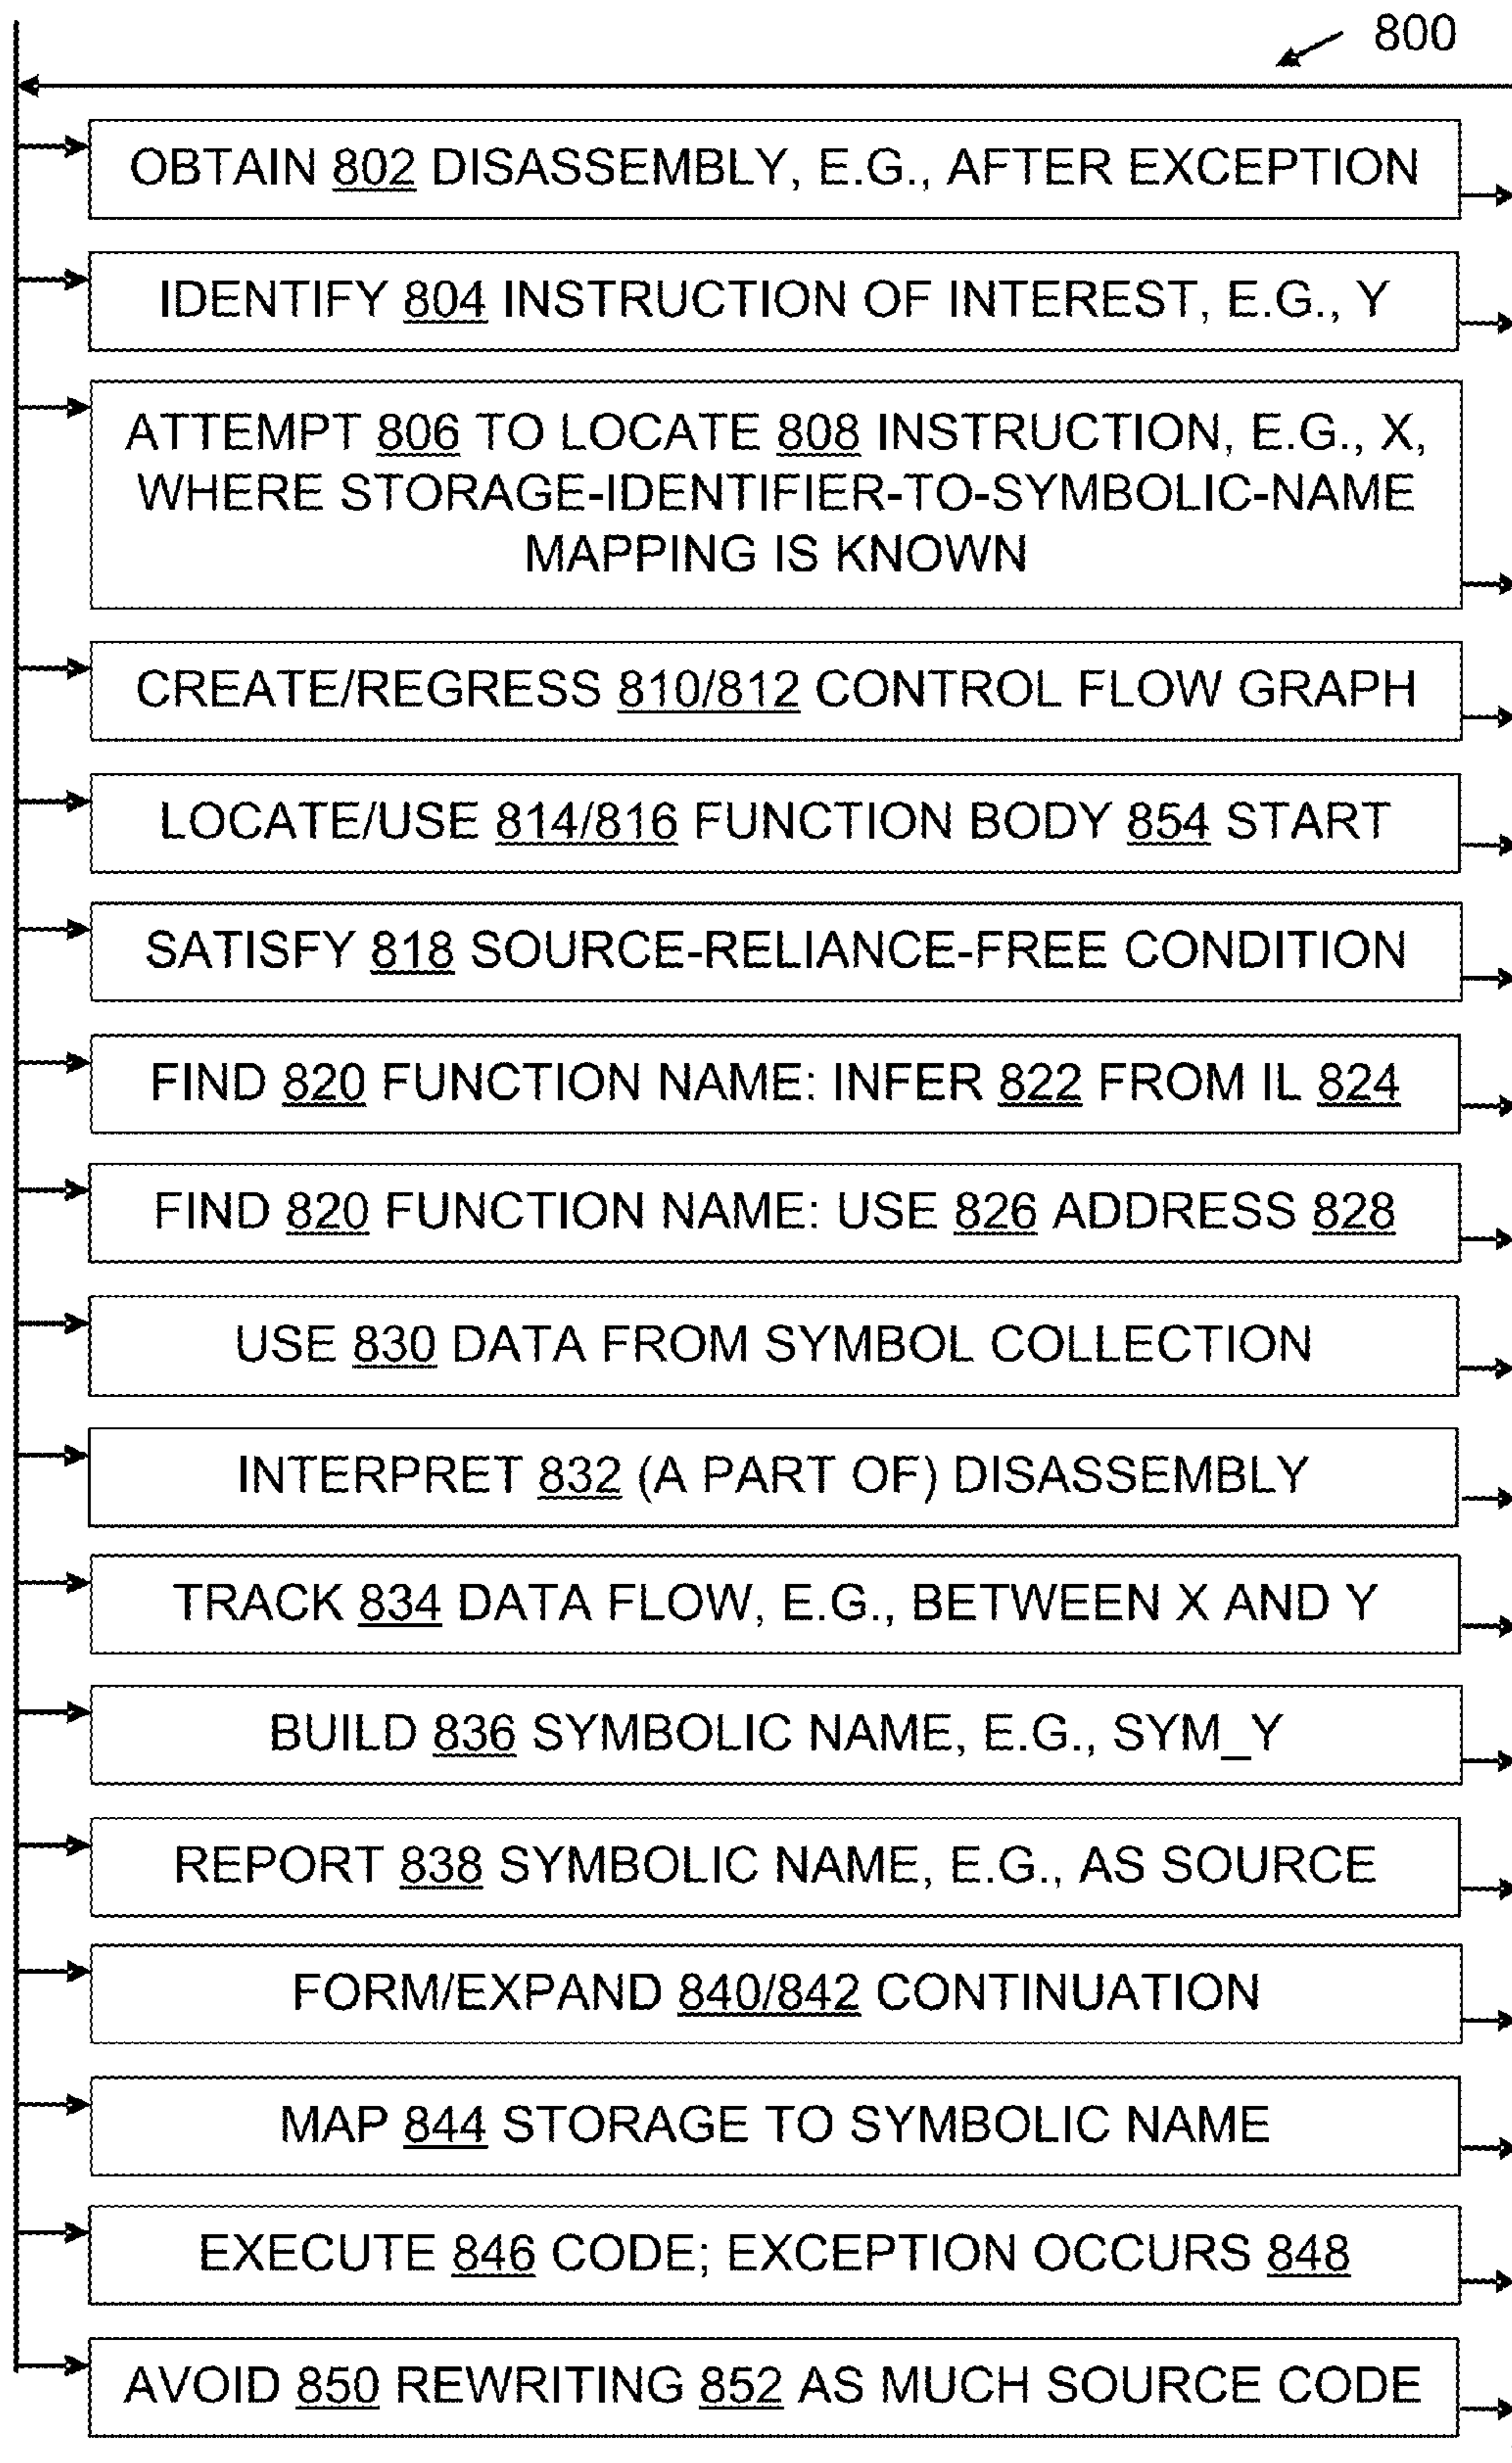 800
OBTAIN 802 DISASSEMBLY, E.G., AFTER EXCEPTION
IDENTIFY 804 INSTRUCTION OF INTEREST, E.G., Y
ATTEMPT 806 TO LOCATE 808 INSTRUCTION, E.G., X,
WHERE STORAGE-IDENTIFIER-TO-SYMBOLIC-NAME
MAPPING IS KNOWN
CREATE/REGRESS 810/812 CONTROL FLOW GRAPH
LOCATE/USE 814/816 FUNCTION BODY 854 START
SATISFY 818 SOURCE-RELIANCE-FREE CONDITION
FIND 820 FUNCTION NAME: INFER 822 FROM IL 824
FIND 820 FUNCTION NAME: USE 826 ADDRESS 828
USE 830 DATA FROM SYMBOL COLLECTION
INTERPRET 832 (A PART OF) DISASSEMBLY
TRACK 834 DATA FLOW, E.G., BETWEEN X AND Y
BUILD 836 SYMBOLIC NAME, E.G., SYM_Y
REPORT 838 SYMBOLIC NAME, E.G., AS SOURCE
FORM/EXPAND 840/842 CONTINUATION
MAP 844 STORAGE TO SYMBOLIC NAME
EXECUTE 846 CODE; EXCEPTION OCCURS 848
AVOID 850 REWRITING 852 AS MUCH SOURCE CODE